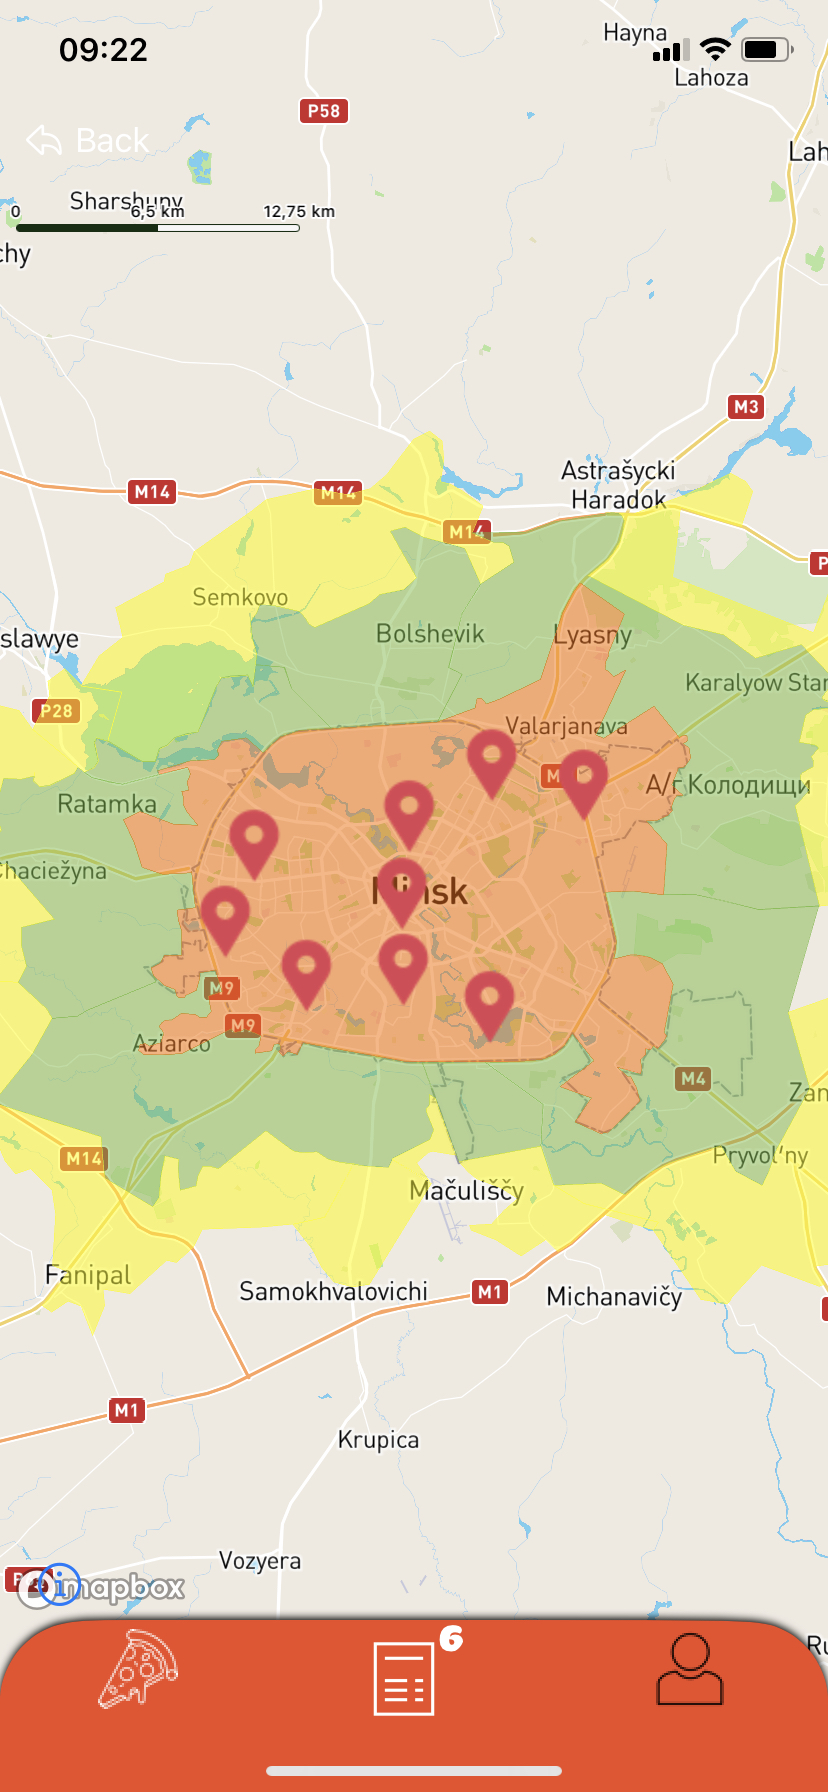 09:22
Hayna
Lahoza
P58
Back
Lah
Sharshuny
0 6,5 km 12,75 km
chy
M3
Astrašycki
Haradok
M14
M14
M14
Semkovo
Bolshevik
Lyasny
slawye
Karalyow Star
P28
Valarjanava
А/г Колодищи
Ratamka
Chaciežyna
Minsk
M9
M9
Aziarco
M4
Zam
M14
Pryvol’ny
Mačuliščy
Fanipal
Samokhvalovichi
M1
Michanavičy
M1
Krupica
Vozyera
mapbox
6
Ru